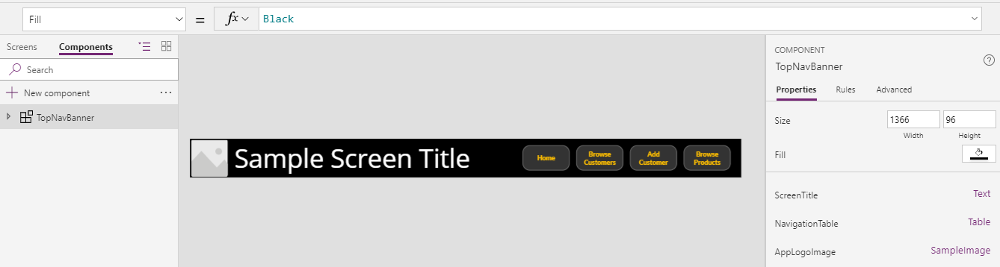 Fill
=
fx
Black
Screens
Components
Search
New component
...
TopNavBanner
Sample Screen Title
Home
Browse
Customers
Add
Customer
Browse
Products
COMPONENT
TopNavBanner
?
Properties
Rules
Advanced
Size
1366
96
Width
Height
Fill
ScreenTitle
Text
NavigationTable
Table
AppLogoImage
SampleImage